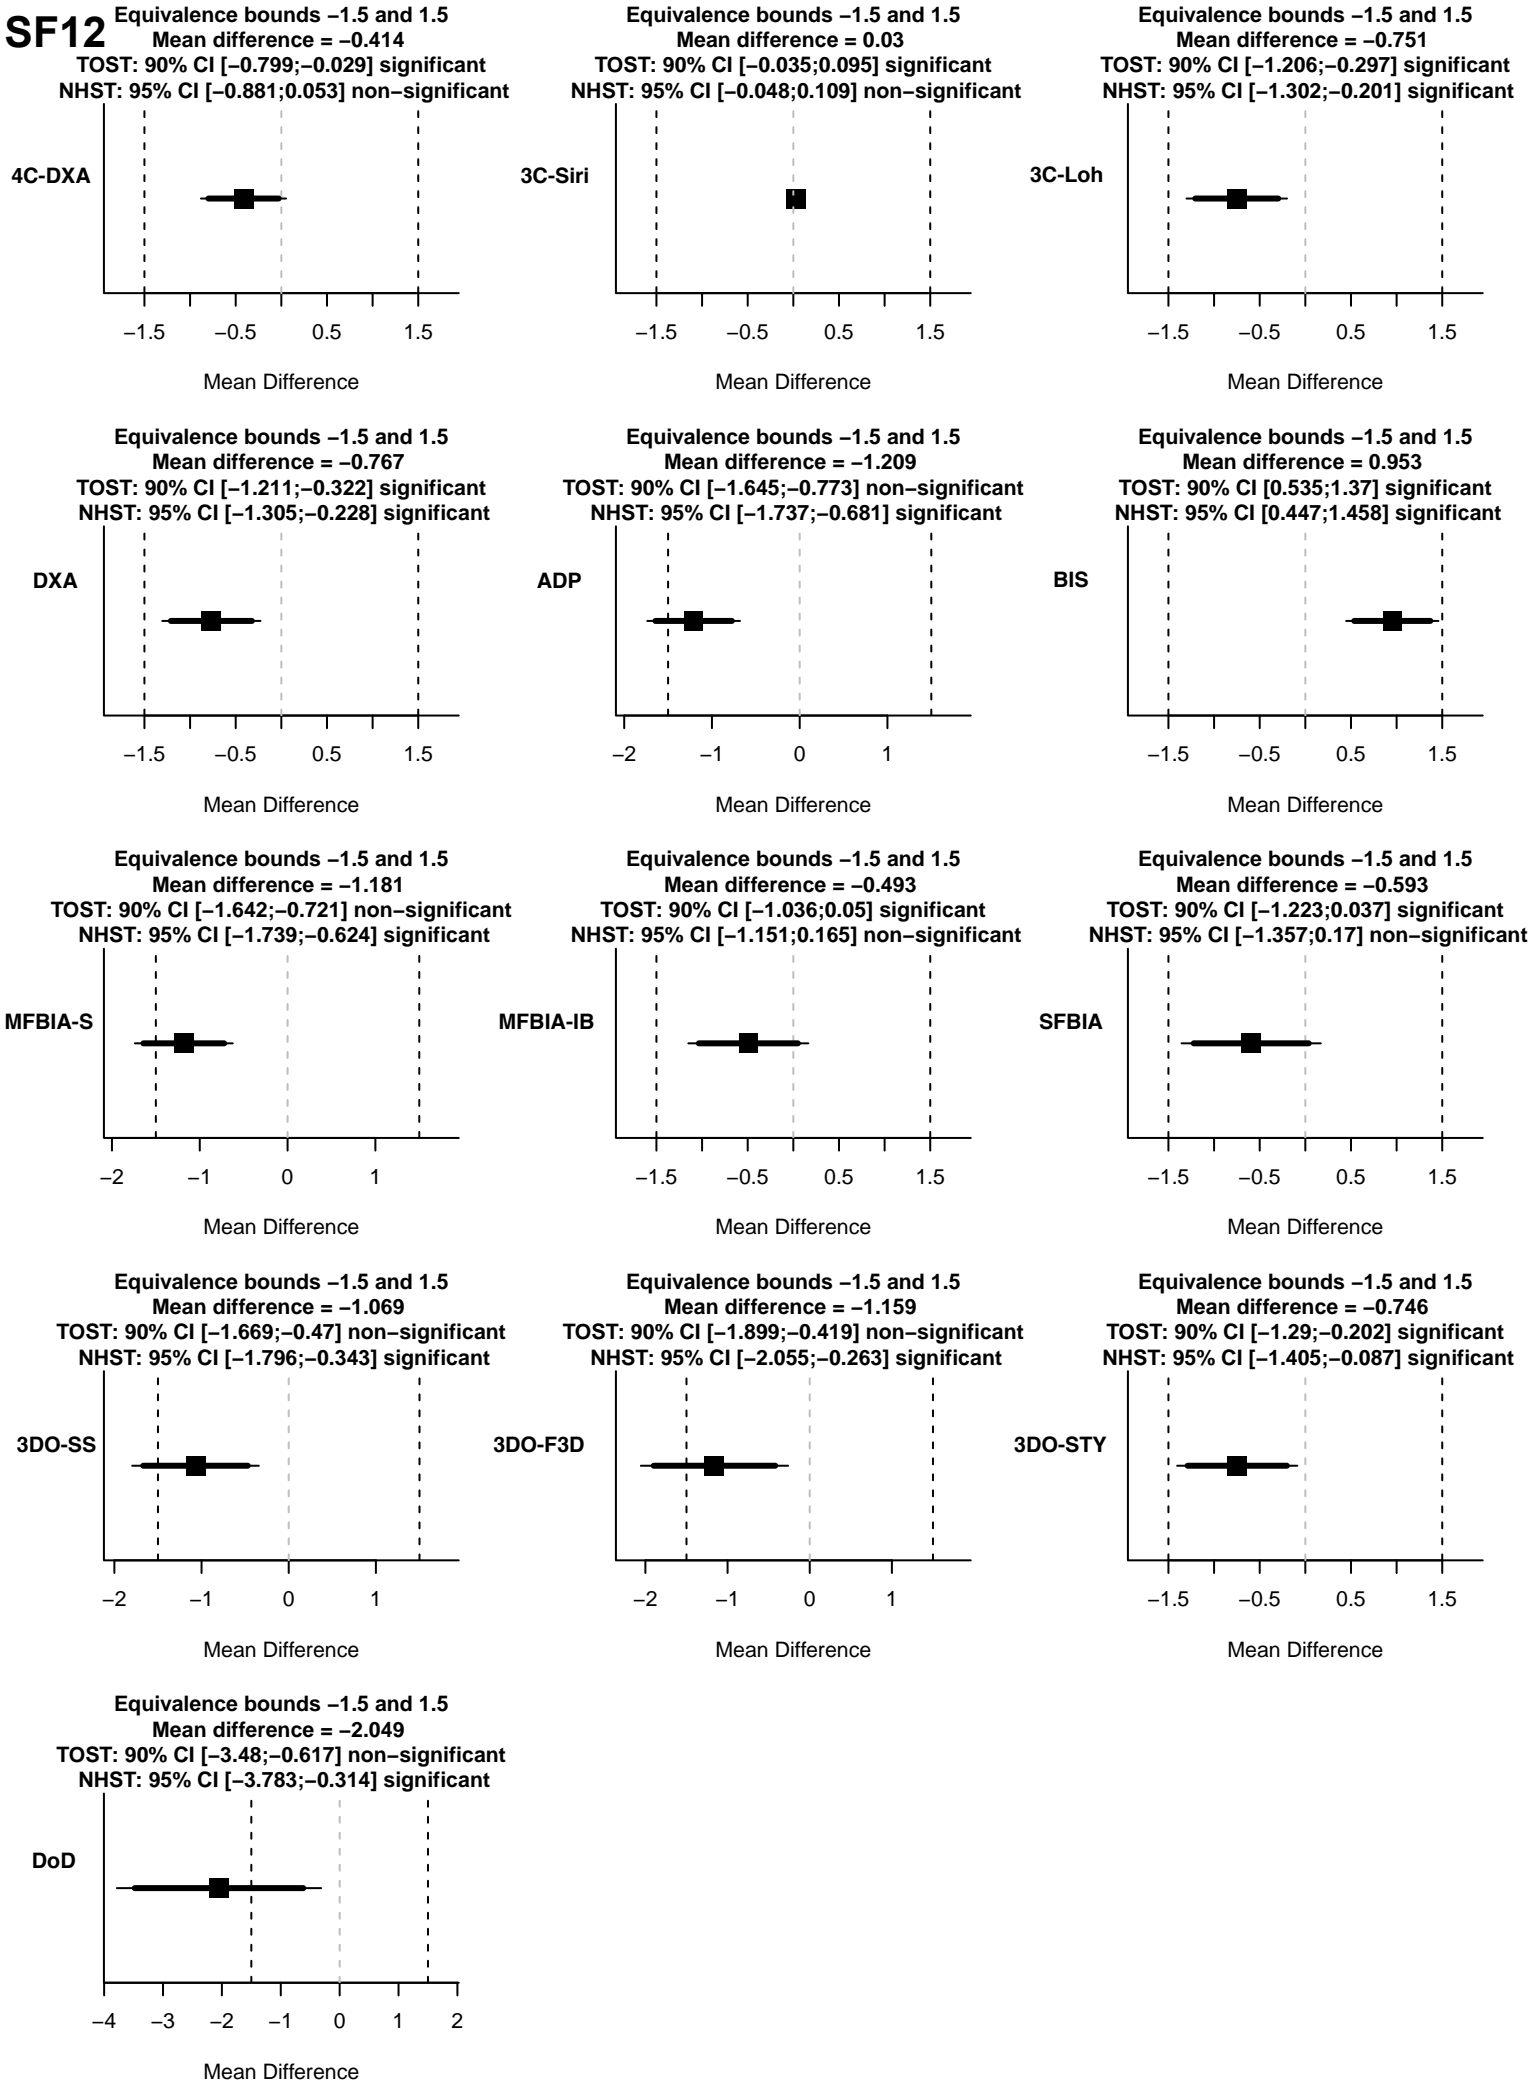 SF12
Equivalence bounds −1.5 and 1.5
Mean difference = −0.414
TOST: 90% CI [−0.799;−0.029] significant
NHST: 95% CI [−0.881;0.053] non−significant
4C-DXA
−1.5 −0.5 0.5 1.5
Mean Difference
Equivalence bounds −1.5 and 1.5
Mean difference = 0.03
TOST: 90% CI [−0.035;0.095] significant
NHST: 95% CI [−0.048;0.109] non−significant
3C-Siri
−1.5 −0.5 0.5 1.5
Mean Difference
Equivalence bounds −1.5 and 1.5
Mean difference = −0.751
TOST: 90% CI [−1.206;−0.297] significant
NHST: 95% CI [−1.302;−0.201] significant
3C-Loh
−1.5 −0.5 0.5 1.5
Mean Difference
Equivalence bounds −1.5 and 1.5
Mean difference = −0.767
TOST: 90% CI [−1.211;−0.322] significant
NHST: 95% CI [−1.305;−0.228] significant
DXA
−1.5 −0.5 0.5 1.5
Mean Difference
Equivalence bounds −1.5 and 1.5
Mean difference = −1.209
TOST: 90% CI [−1.645;−0.773] non−significant
NHST: 95% CI [−1.737;−0.681] significant
ADP
−2 −1 0 1
Mean Difference
Equivalence bounds −1.5 and 1.5
Mean difference = 0.953
TOST: 90% CI [0.535;1.37] significant
NHST: 95% CI [0.447;1.458] significant
BIS
−1.5 −0.5 0.5 1.5
Mean Difference
Equivalence bounds −1.5 and 1.5
Mean difference = −1.181
TOST: 90% CI [−1.642;−0.721] non−significant
NHST: 95% CI [−1.739;−0.624] significant
MFBIA-S
−2 −1 0 1
Mean Difference
Equivalence bounds −1.5 and 1.5
Mean difference = −0.493
TOST: 90% CI [−1.036;0.05] significant
NHST: 95% CI [−1.151;0.165] non−significant
MFBIA-IB
−1.5 −0.5 0.5 1.5
Mean Difference
Equivalence bounds −1.5 and 1.5
Mean difference = −0.593
TOST: 90% CI [−1.223;0.037] significant
NHST: 95% CI [−1.357;0.17] non−significant
SFBIA
−1.5 −0.5 0.5 1.5
Mean Difference
Equivalence bounds −1.5 and 1.5
Mean difference = −1.069
TOST: 90% CI [−1.669;−0.47] non−significant
NHST: 95% CI [−1.796;−0.343] significant
3DO-SS
−2 −1 0 1
Mean Difference
Equivalence bounds −1.5 and 1.5
Mean difference = −1.159
TOST: 90% CI [−1.899;−0.419] non−significant
NHST: 95% CI [−2.055;−0.263] significant
3DO-F3D
−2 −1 0 1
Mean Difference
Equivalence bounds −1.5 and 1.5
Mean difference = −0.746
TOST: 90% CI [−1.29;−0.202] significant
NHST: 95% CI [−1.405;−0.087] significant
3DO-STY
−1.5 −0.5 0.5 1.5
Mean Difference
Equivalence bounds −1.5 and 1.5
Mean difference = −2.049
TOST: 90% CI [−3.48;−0.617] non−significant
NHST: 95% CI [−3.783;−0.314] significant
DoD
−4 −3 −2 −1 0 1 2
Mean Difference